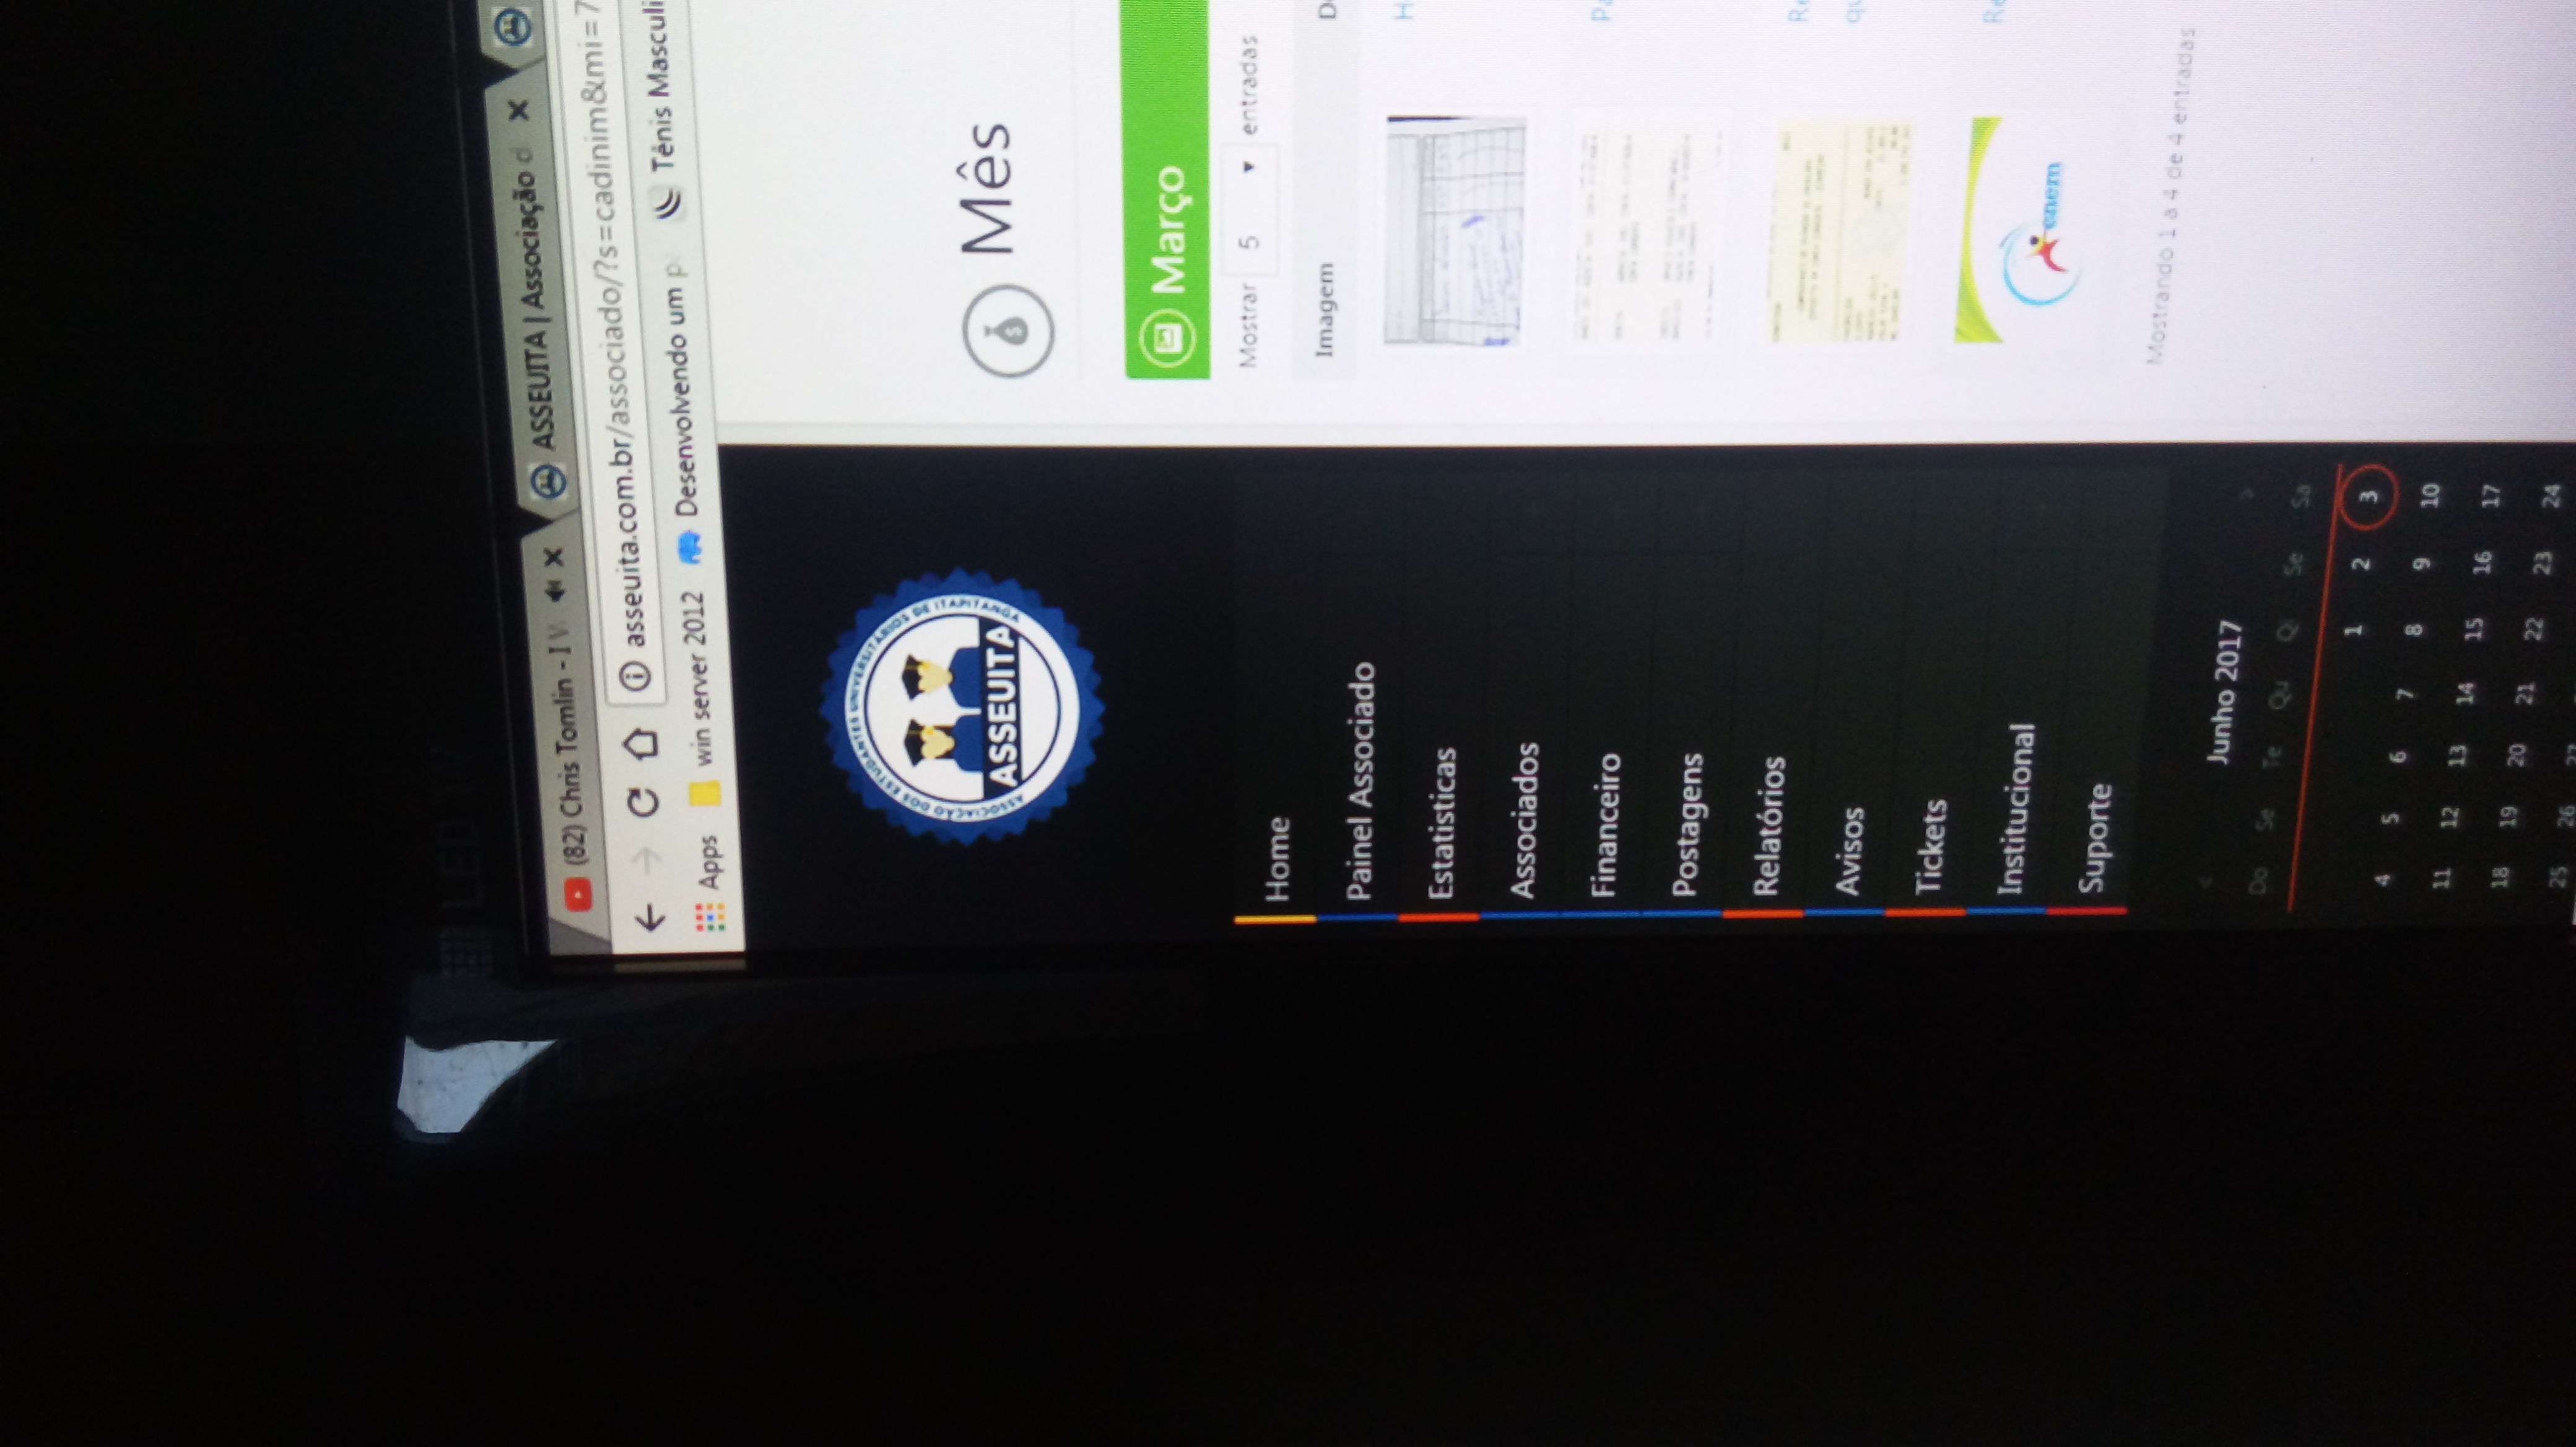 LED TV
(82) Chris Tomlin - I W
ASSEUITA | Associação d
asseuita.com.br/associado/?s=cadinim&mi=7
Apps
win server 2012
Desenvolvendo um p
Tênis Masculi
ASSOCIAÇÃO DOS ESTUDANTES UNIVERSITÁRIOS DE ITAPITANGA
ASSEUITA
Mês
Março
Mostrar 5 entradas
Imagem
Home
Painel Associado
Estatisticas
Associados
Financeiro
Postagens
Relatórios
Avisos
Tickets
Institucional
Suporte
enem
Mostrando 1 a 4 de 4 entradas
Junho 2017
Do Se Te Qu Qi Se Sa
1 2 3
4 5 6 7 8 9 10
11 12 13 14 15 16 17
18 19 20 21 22 23 24
25 26 27